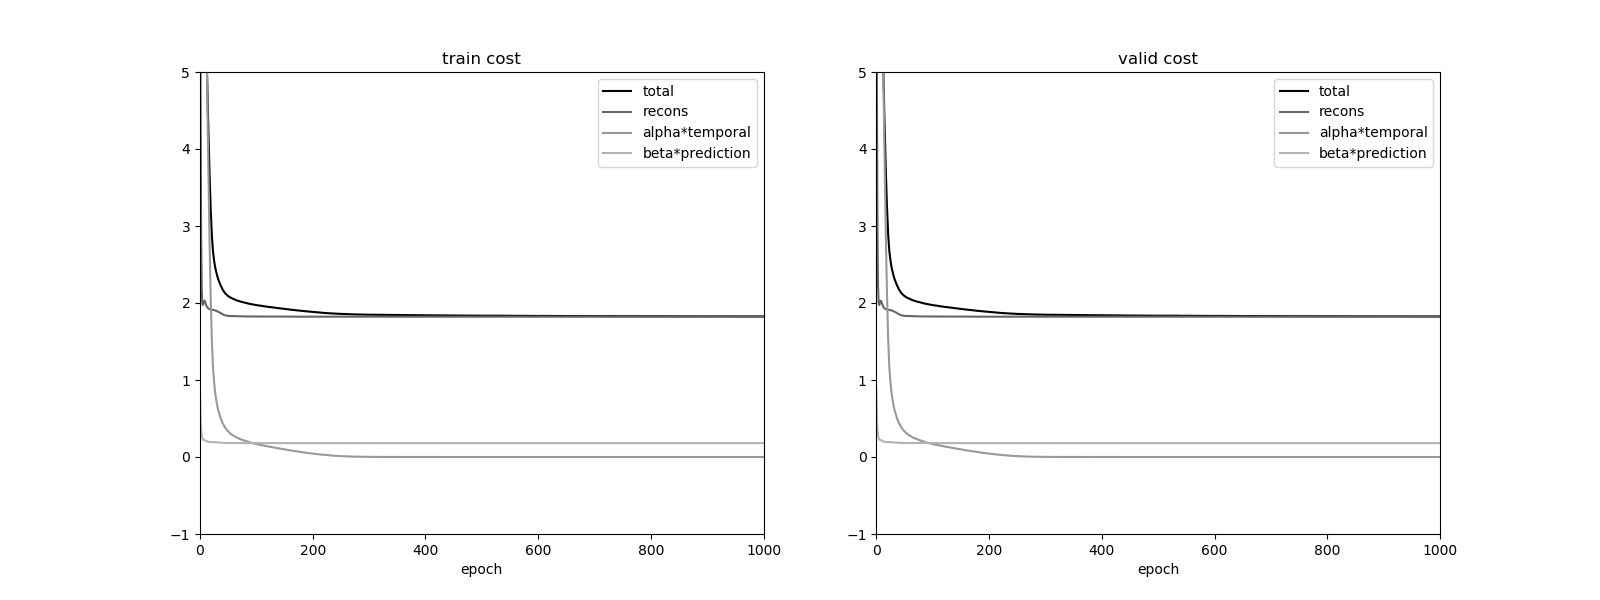 train cost
5
4
3
2
1
0
−1
0 200 400 600 800 1000
epoch
total
recons
alpha*temporal
beta*prediction
valid cost
5
4
3
2
1
0
−1
0 200 400 600 800 1000
epoch
total
recons
alpha*temporal
beta*prediction